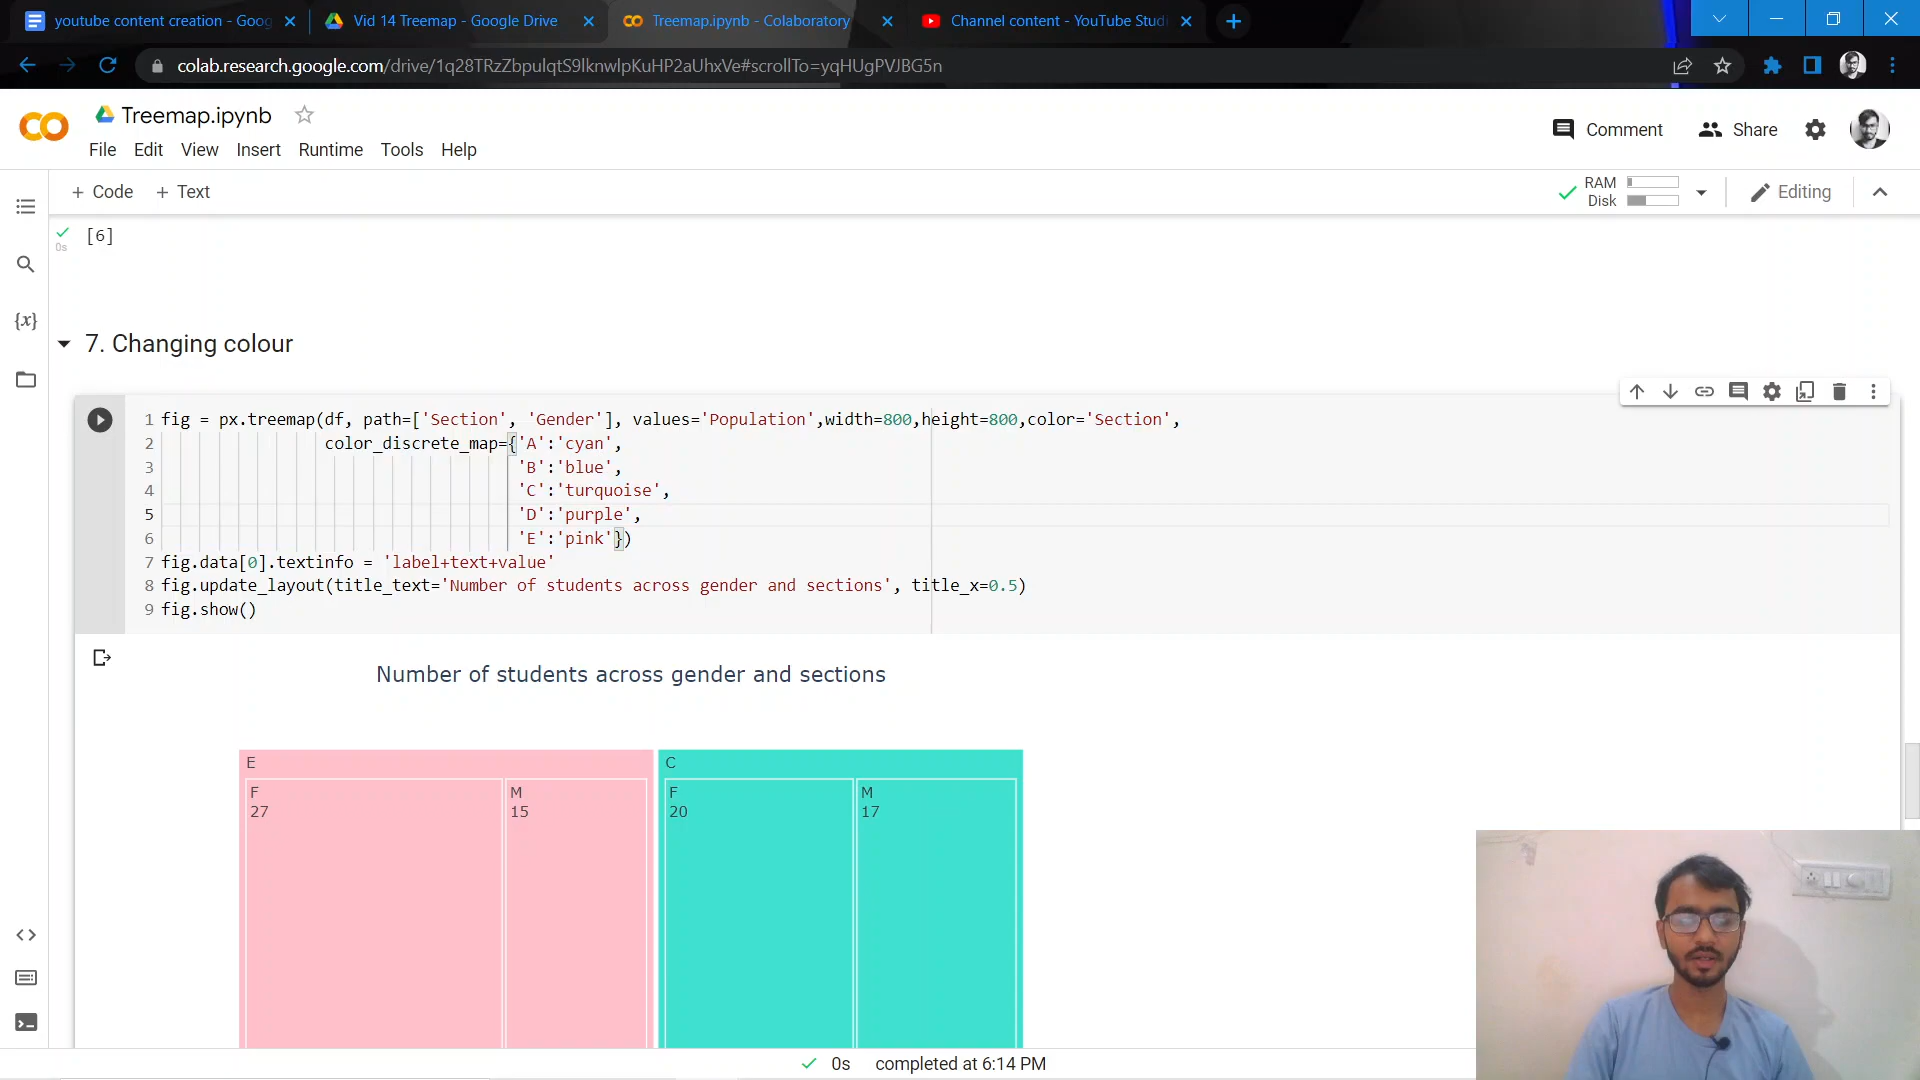 youtube content creation - Goog
Vid 14 Treemap - Google Drive
Treemap.ipynb - Colaboratory
Channel content - YouTube Studi
colab.research.google.com/drive/1q28TRzZbpulqtS9lknwlpKuHP2aUhxVe#scrollTo=yqHUgPVJBG5n
Treemap.ipynb
Comment
Share
File Edit View Insert Runtime Tools Help
+ Code + Text
RAM
Disk
Editing
[6]
0s
{x}
7. Changing colour
1 fig = px.treemap(df, path=['Section', 'Gender'], values='Population',width=800,height=800,color='Section',
2 color_discrete_map={'A':'cyan',
3 'B':'blue',
4 'C':'turquoise',
5 'D':'purple',
6 'E':'pink'})
7 fig.data[0].textinfo = 'label+text+value'
8 fig.update_layout(title_text='Number of students across gender and sections', title_x=0.5)
9 fig.show()
Number of students across gender and sections
E
C
F
27
M
15
F
20
M
17
0s completed at 6:14 PM